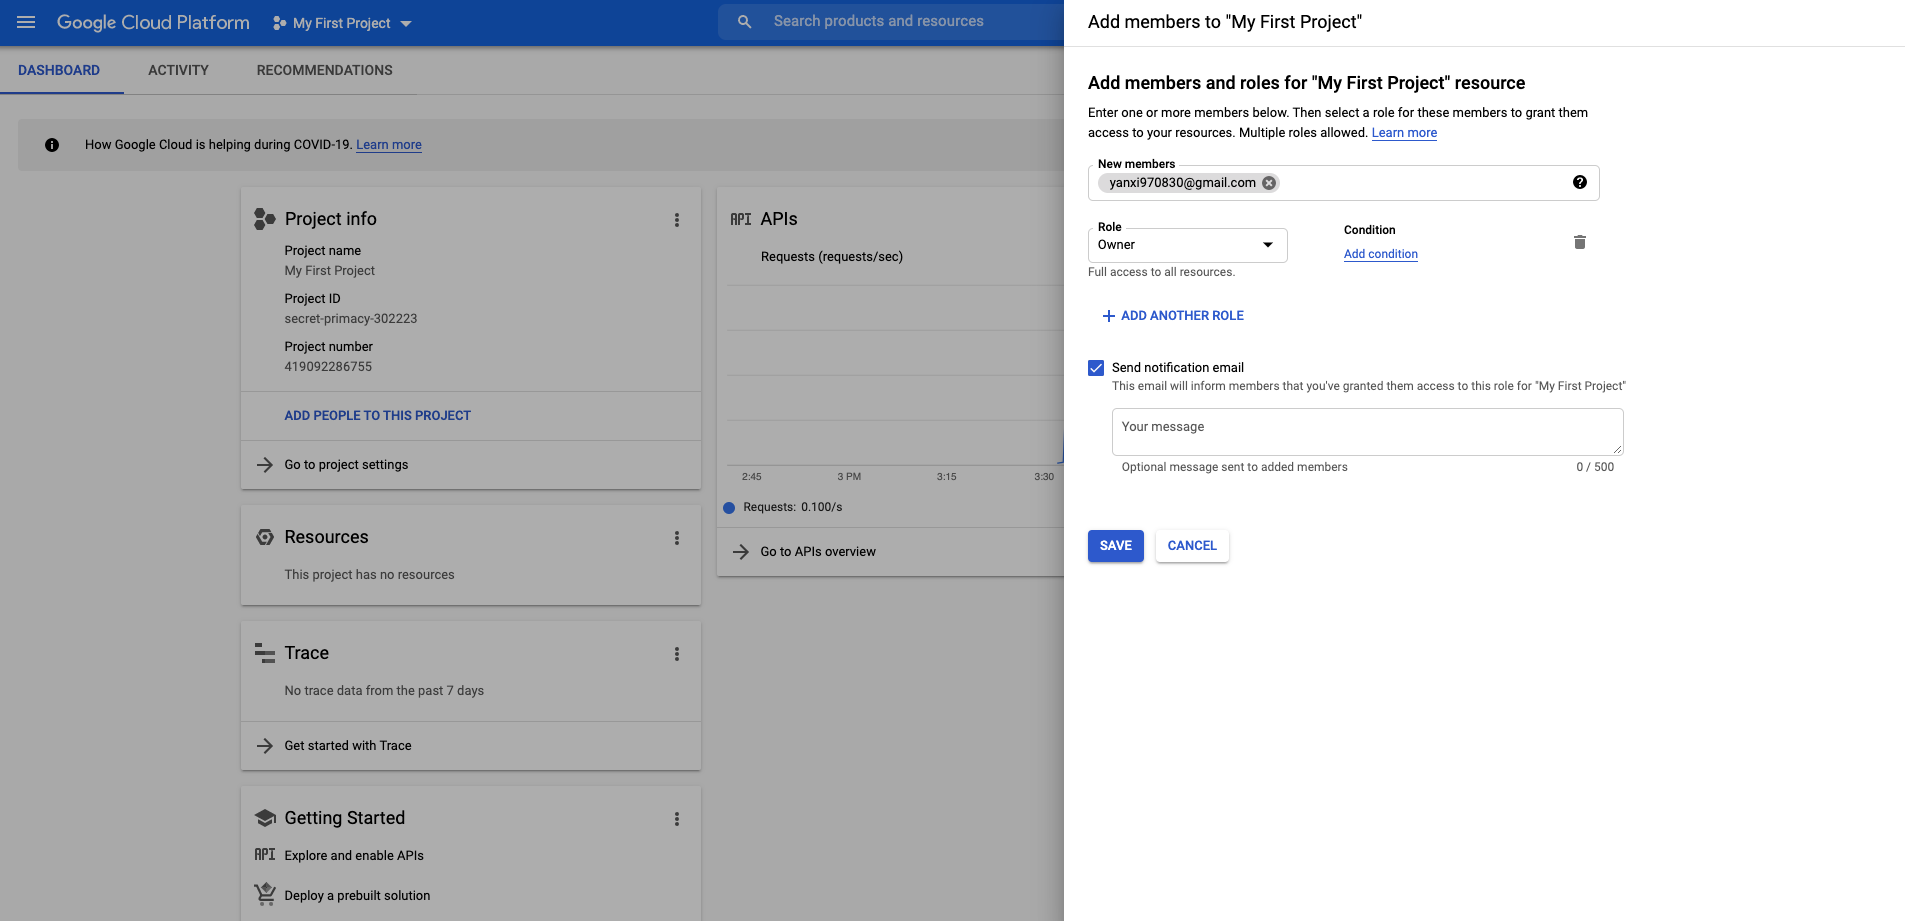 Google Cloud Platform
My First Project
Search products and resources
DASHBOARD
ACTIVITY
RECOMMENDATIONS
How Google Cloud is helping during COVID-19. Learn more
Project info
Project name
My First Project
Project ID
secret-primacy-302223
Project number
419092286755
ADD PEOPLE TO THIS PROJECT
Go to project settings
Resources
This project has no resources
Trace
No trace data from the past 7 days
Get started with Trace
Getting Started
API Explore and enable APIs
Deploy a prebuilt solution
API APIs
Requests (requests/sec)
2:45 3 PM 3:15 3:30
Requests: 0.100/s
Go to APIs overview
Add members to "My First Project"
Add members and roles for "My First Project" resource
Enter one or more members below. Then select a role for these members to grant them
access to your resources. Multiple roles allowed. Learn more
New members
yanxi970830@gmail.com
Role
Owner
Full access to all resources.
Condition
Add condition
ADD ANOTHER ROLE
Send notification email
This email will inform members that you've granted them access to this role for "My First Project"
Your message
Optional message sent to added members
0 / 500
SAVE
CANCEL